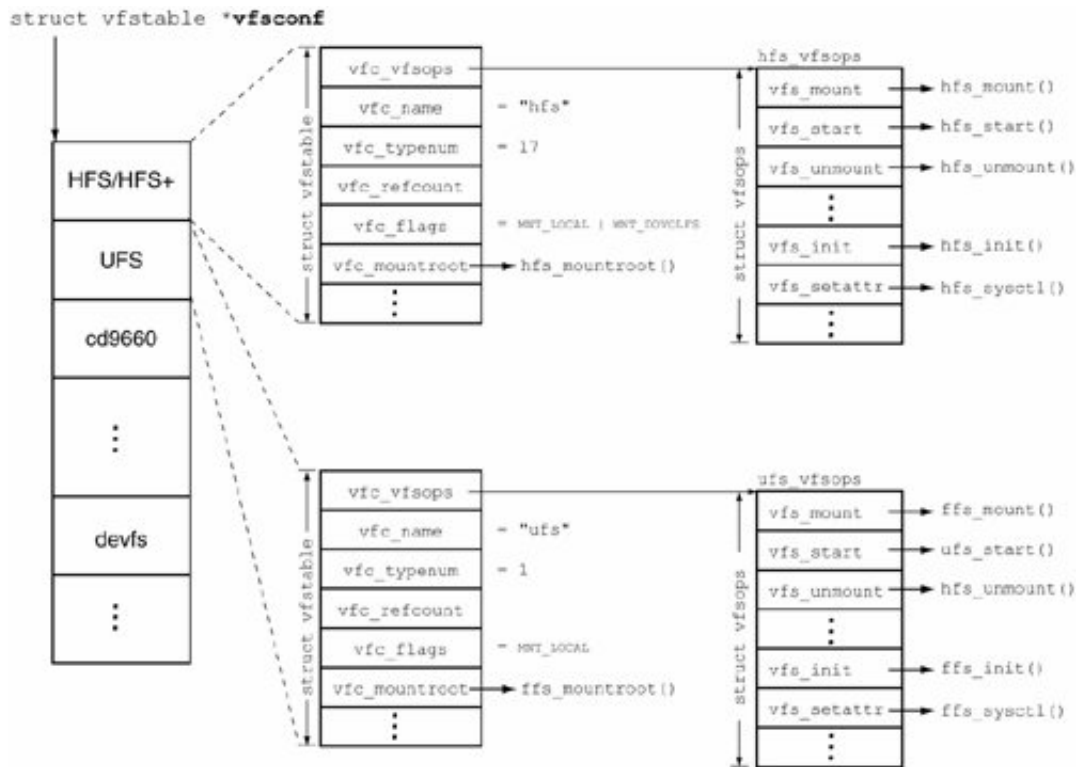 struct vfstable *vfsconf
HFS/HFS+
UFS
cd9660
devfs
struct vfstable
vfc_vfsops
vfc_name = "hfs"
vfc_typenum = 17
vfc_refcount
vfc_flags = MNT_LOCAL | MNT_DOVOLFS
vfc_mountroot hfs_mountroot()
hfs_vfsops
struct vfsops
vfs_mount hfs_mount()
vfs_start hfs_start()
vfs_unmount hfs_unmount()
vfs_init hfs_init()
vfs_setattr hfs_sysctl()
struct vfstable
vfc_vfsops
vfc_name = "ufs"
vfc_typenum = 1
vfc_refcount
vfc_flags = MNT_LOCAL
vfc_mountroot ffs_mountroot()
ufs_vfsops
struct vfsops
vfs_mount ffs_mount()
vfs_start ufs_start()
vfs_unmount hfs_unmount()
vfs_init ffs_init()
vfs_setattr ffs_sysctl()